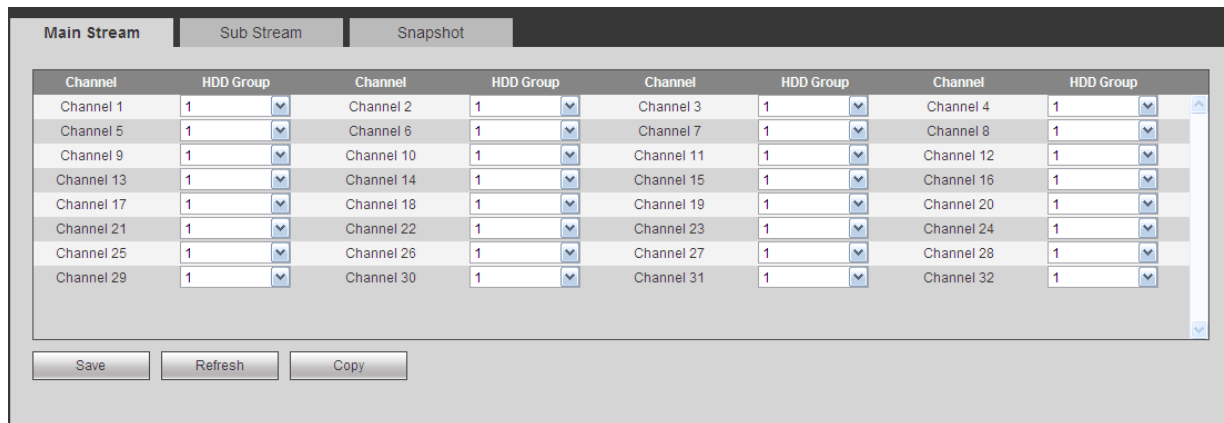 Main Stream Sub Stream Snapshot
Channel HDD Group Channel HDD Group Channel HDD Group Channel HDD Group
Channel 1 1 Channel 2 1 Channel 3 1 Channel 4 1
Channel 5 1 Channel 6 1 Channel 7 1 Channel 8 1
Channel 9 1 Channel 10 1 Channel 11 1 Channel 12 1
Channel 13 1 Channel 14 1 Channel 15 1 Channel 16 1
Channel 17 1 Channel 18 1 Channel 19 1 Channel 20 1
Channel 21 1 Channel 22 1 Channel 23 1 Channel 24 1
Channel 25 1 Channel 26 1 Channel 27 1 Channel 28 1
Channel 29 1 Channel 30 1 Channel 31 1 Channel 32 1
Save Refresh Copy